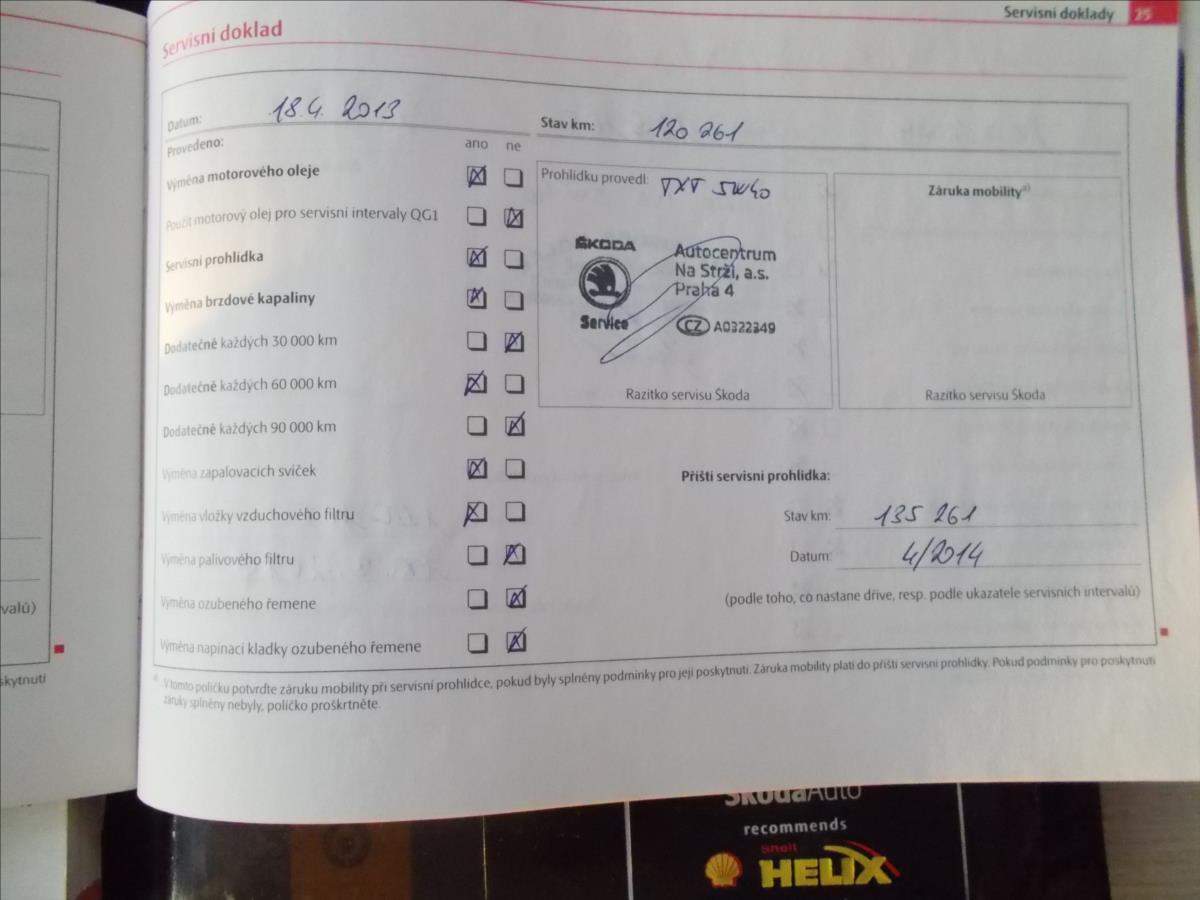 Servisní doklady 25
Servisní doklad
Datum: 18.4. 2013
Stav km: 120 261
Provedeno: ano ne
Výměna motorového oleje
Použit motorový olej pro servisní intervaly QG1
Servisní prohlídka
Výměna brzdové kapaliny
Dodatečně každých 30 000 km
Dodatečně každých 60 000 km
Dodatečně každých 90 000 km
Výměna zapalovacích svíček
Výměna vložky vzduchového filtru
Výměna palivového filtru
Výměna ozubeného řemene
Výměna napínací kladky ozubeného řemene
Prohlídku provedl: TXT 5W40
ŠKODA
Service
Autocentrum
Na Strži, a.s.
Praha 4
CZ A0322349
Razítko servisu Škoda
Záruka mobility a)
Razítko servisu Škoda
Příští servisní prohlídka:
Stav km: 135 261
Datum: 4/2014
(podle toho, co nastane dříve, resp. podle ukazatele servisních intervalů)
a) V tomto políčku potvrďte záruku mobility při servisní prohlídce, pokud byly splněny podmínky pro její poskytnutí. Záruka mobility platí do příští servisní prohlídky. Pokud podmínky pro poskytnutí
záruky splněny nebyly, políčko proškrtněte.
valů)
skytnutí
ŠkodaAuto
recommends
Shell
HELIX